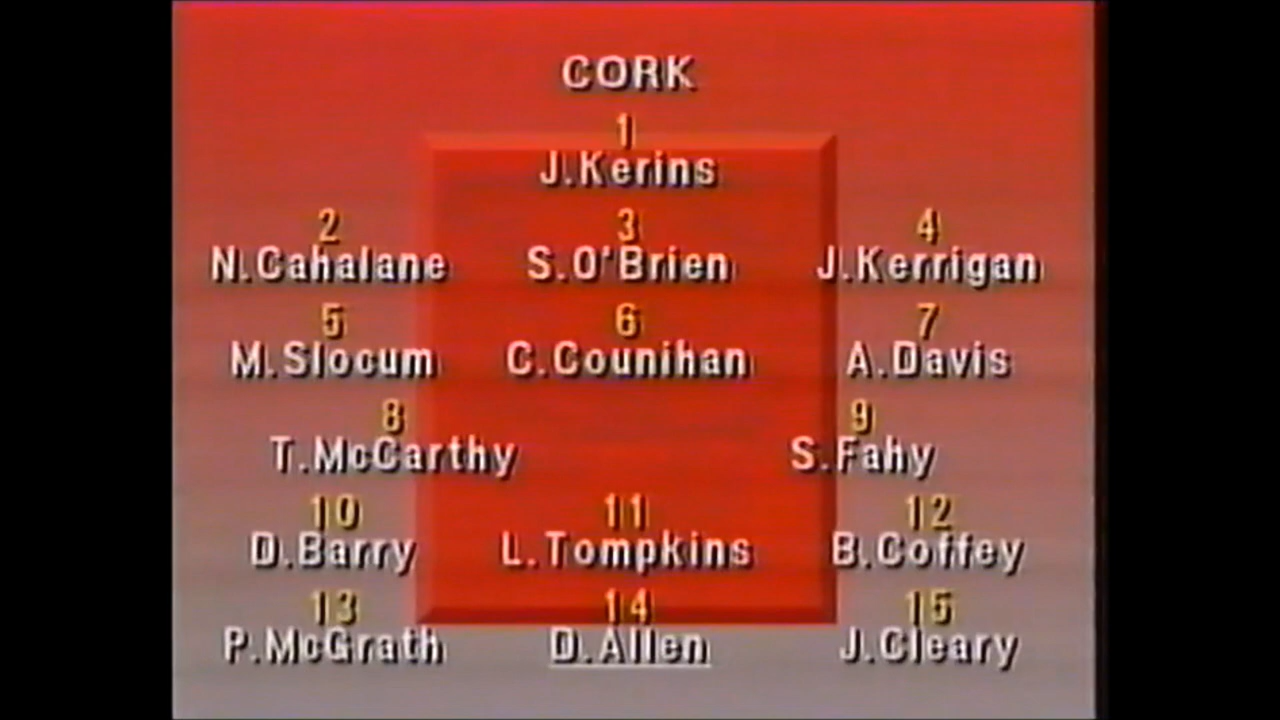 CORK
1
J.Kerins
2 3 4
N.Cahalane S.O'Brien J.Kerrigan
5 6 7
M.Slocum C.Counihan A.Davis
8 9
T.McCarthy S.Fahy
10 11 12
D.Barry L.Tompkins B.Coffey
13 14 15
P.McGrath D.Allen J.Cleary